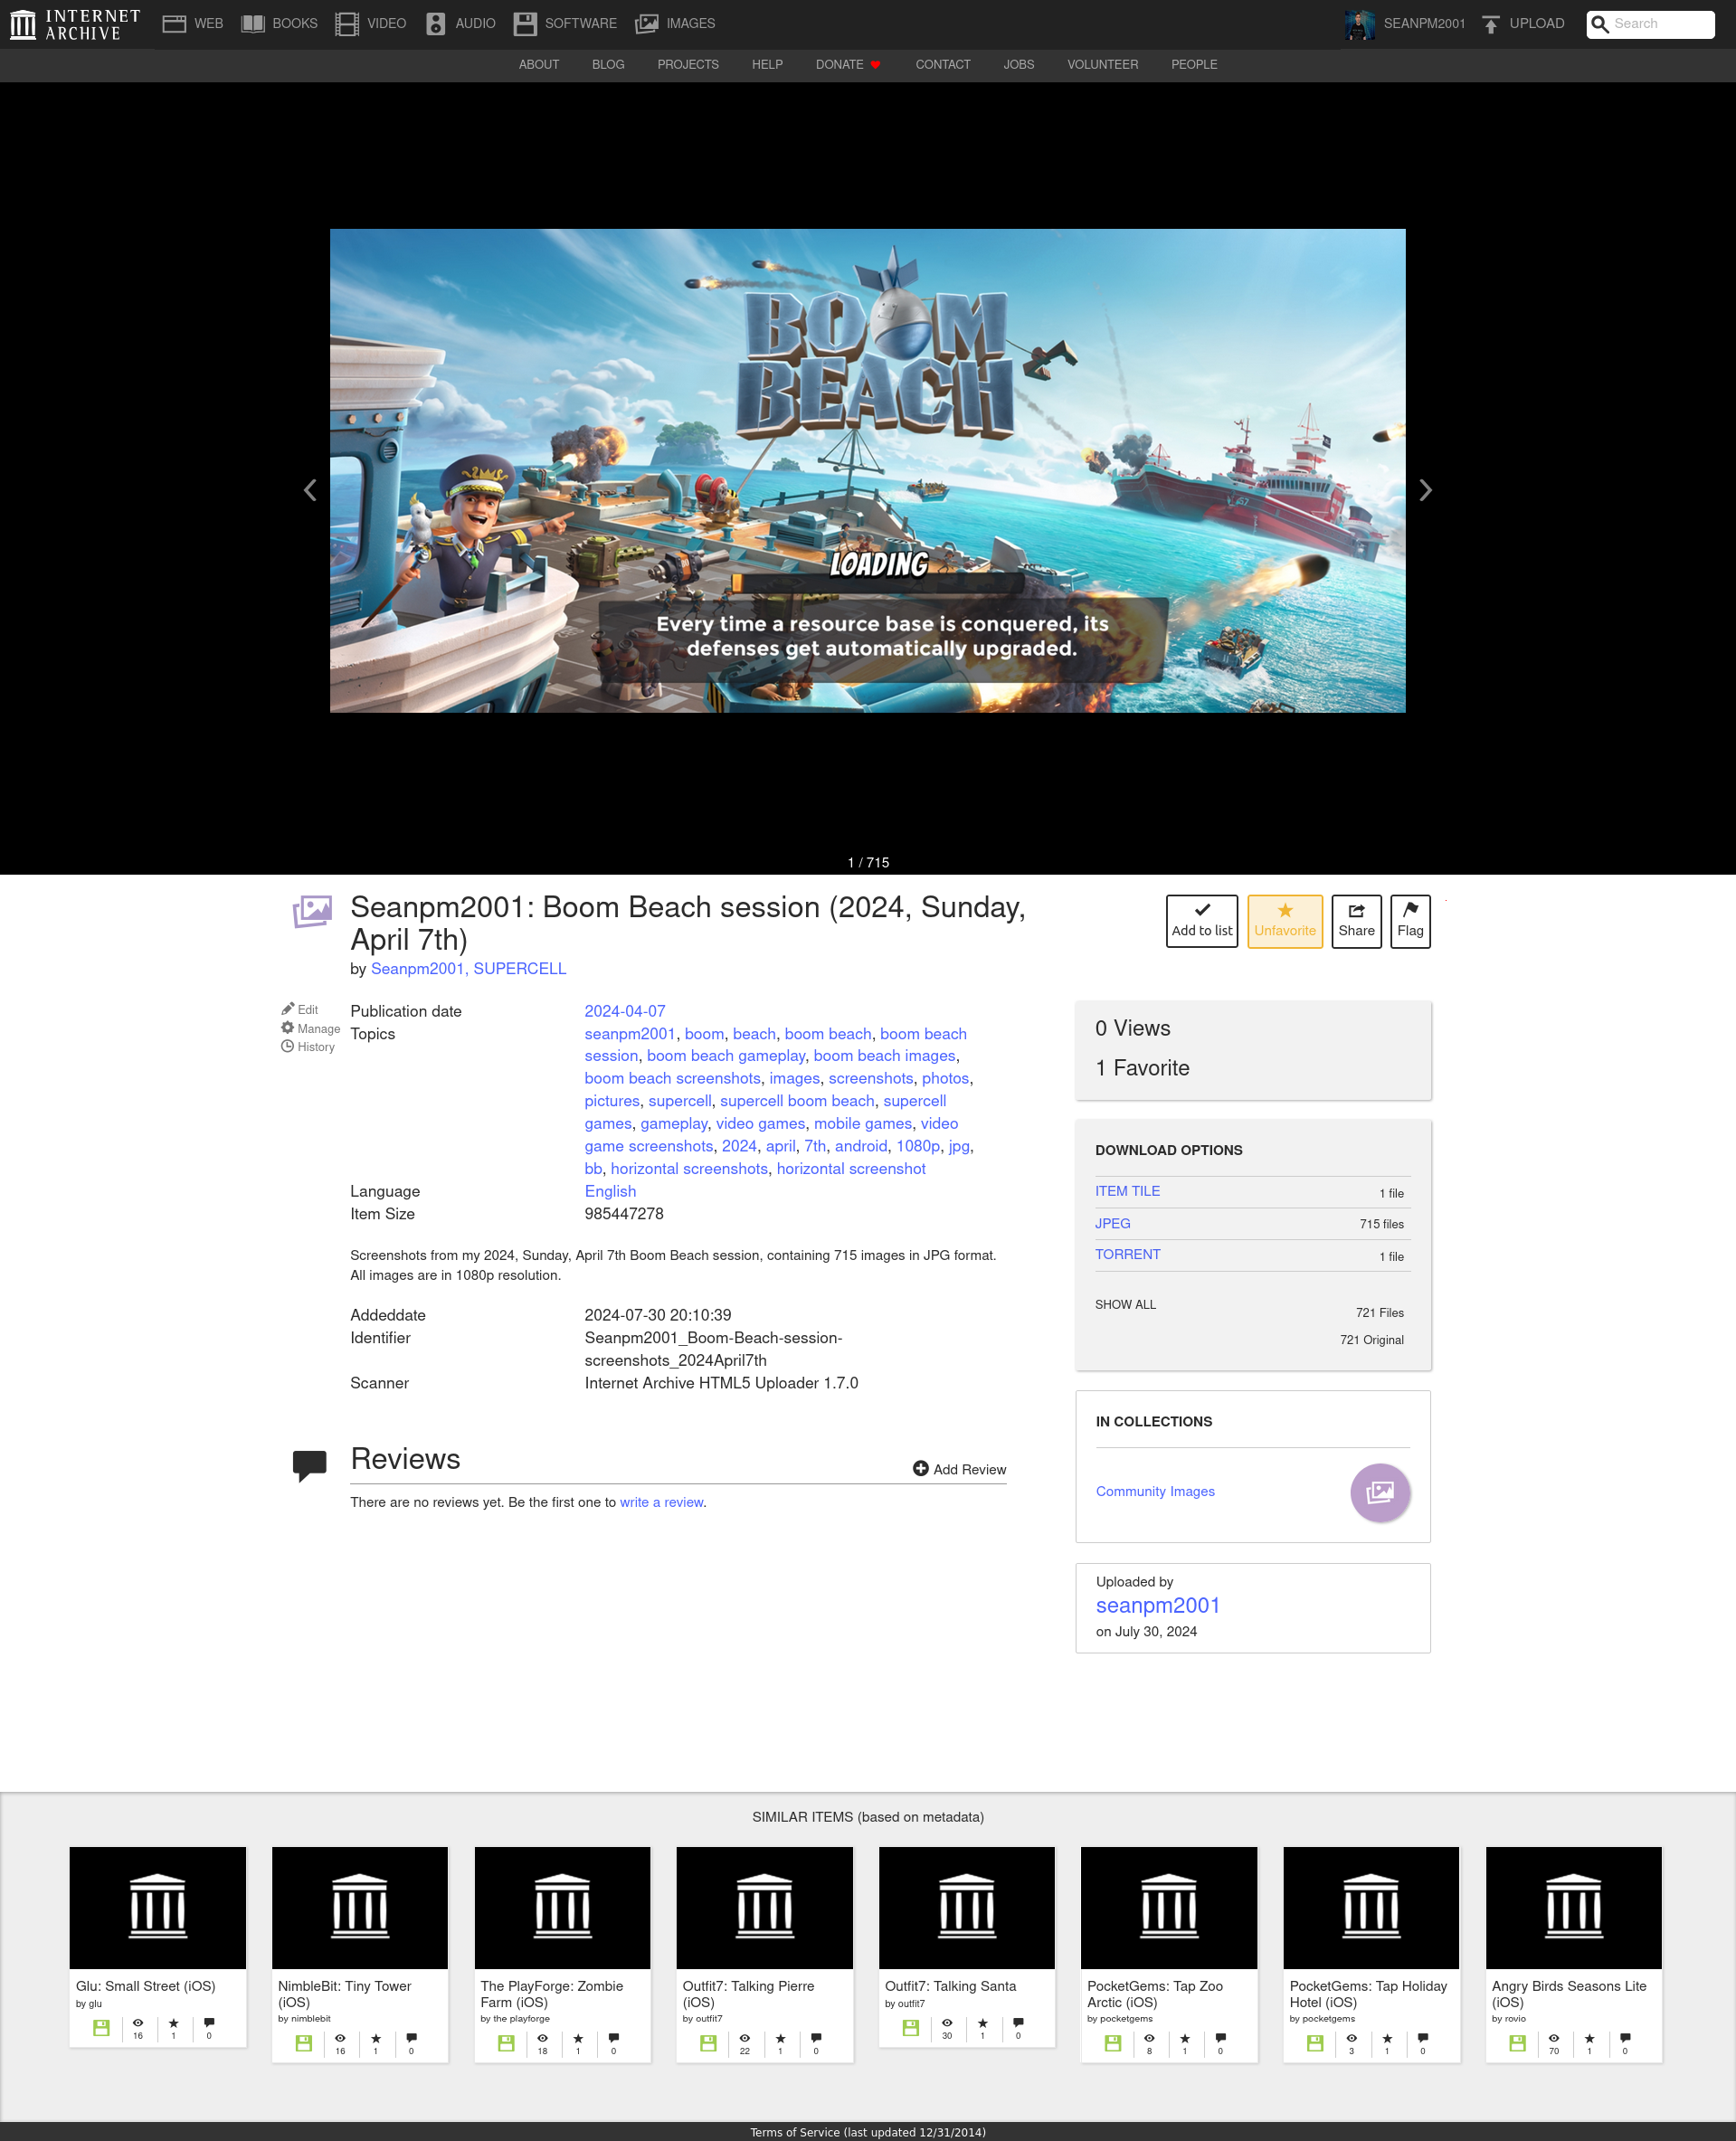 INTERNET
ARCHIVE
WEB
BOOKS
VIDEO
AUDIO
SOFTWARE
IMAGES
SEANPM2001
UPLOAD
Search
ABOUT
BLOG
PROJECTS
HELP
DONATE
CONTACT
JOBS
VOLUNTEER
PEOPLE
BOOM
BEACH
LOADING
Every time a resource base is conquered, its
defenses get automatically upgraded.
1 / 715
Seanpm2001: Boom Beach session (2024, Sunday,
April 7th)
by Seanpm2001, SUPERCELL
Add to list
Unfavorite
Share
Flag
Edit
Manage
History
Publication date 2024-04-07
Topics seanpm2001, boom, beach, boom beach, boom beach
session, boom beach gameplay, boom beach images,
boom beach screenshots, images, screenshots, photos,
pictures, supercell, supercell boom beach, supercell
games, gameplay, video games, mobile games, video
game screenshots, 2024, april, 7th, android, 1080p, jpg,
bb, horizontal screenshots, horizontal screenshot
Language English
Item Size 985447278
Screenshots from my 2024, Sunday, April 7th Boom Beach session, containing 715 images in JPG format.
All images are in 1080p resolution.
Addeddate 2024-07-30 20:10:39
Identifier Seanpm2001_Boom-Beach-session-
screenshots_2024April7th
Scanner Internet Archive HTML5 Uploader 1.7.0
Reviews
Add Review
There are no reviews yet. Be the first one to write a review.
0 Views
1 Favorite
DOWNLOAD OPTIONS
ITEM TILE 1 file
JPEG 715 files
TORRENT 1 file
SHOW ALL 721 Files
721 Original
IN COLLECTIONS
Community Images
Uploaded by
seanpm2001
on July 30, 2024
SIMILAR ITEMS (based on metadata)
Glu: Small Street (iOS)
by glu
16 1 0
NimbleBit: Tiny Tower
(iOS)
by nimblebit
16 1 0
The PlayForge: Zombie
Farm (iOS)
by the playforge
18 1 0
Outfit7: Talking Pierre
(iOS)
by outfit7
22 1 0
Outfit7: Talking Santa
by outfit7
30 1 0
PocketGems: Tap Zoo
Arctic (iOS)
by pocketgems
8 1 0
PocketGems: Tap Holiday
Hotel (iOS)
by pocketgems
3 1 0
Angry Birds Seasons Lite
(iOS)
by rovio
70 1 0
Terms of Service (last updated 12/31/2014)